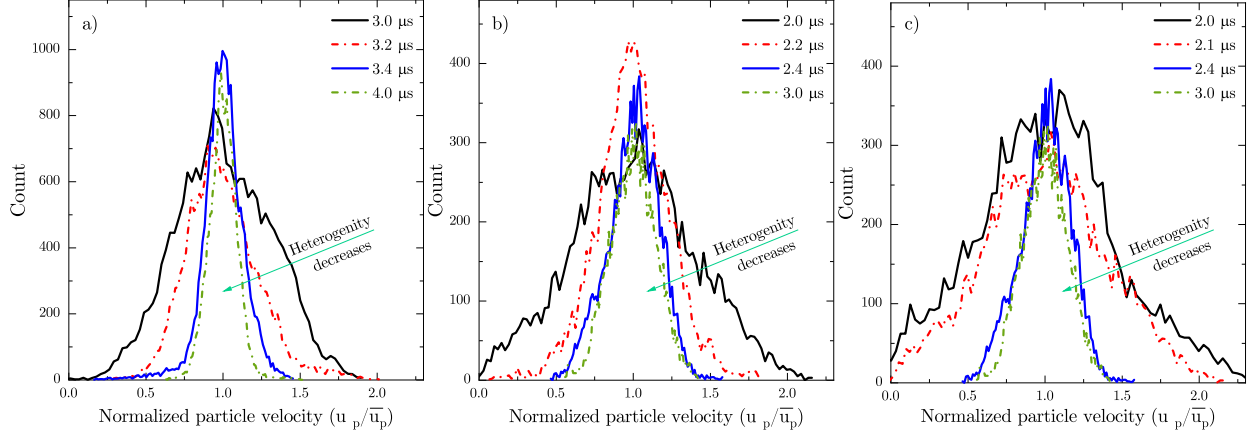 a)
3.0 μs
3.2 μs
3.4 μs
4.0 μs
1000
800
600
400
200
0
Count
Heterogenity
decreases
0.0 0.5 1.0 1.5 2.0
Normalized particle velocity (u p/u̅p)
b)
2.0 μs
2.2 μs
2.4 μs
3.0 μs
400
300
200
100
0
Count
Heterogenity
decreases
0.0 0.5 1.0 1.5 2.0
Normalized particle velocity (u p/u̅p)
c)
2.0 μs
2.1 μs
2.4 μs
3.0 μs
400
300
200
100
0
Count
Heterogenity
decreases
0.0 0.5 1.0 1.5 2.0
Normalized particle velocity (u p/u̅p)